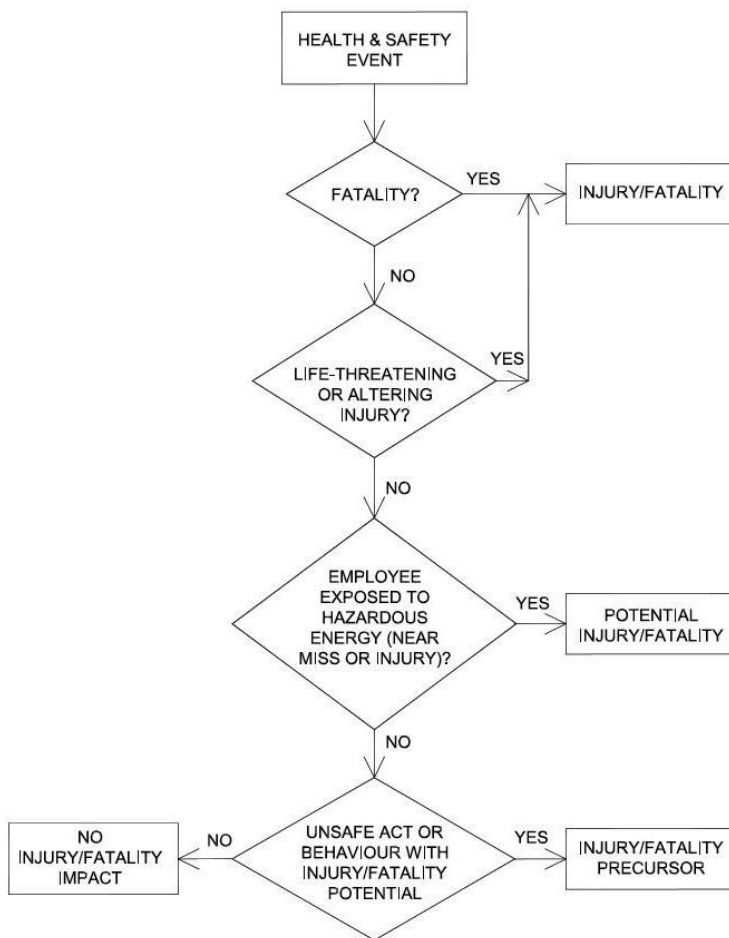 HEALTH & SAFETY
EVENT
FATALITY?
YES
INJURY/FATALITY
NO
LIFE-THREATENING
OR ALTERING
INJURY?
YES
NO
EMPLOYEE
EXPOSED TO
HAZARDOUS
ENERGY (NEAR
MISS OR INJURY)?
YES
POTENTIAL
INJURY/FATALITY
NO
NO
INJURY/FATALITY
IMPACT
NO
UNSAFE ACT OR
BEHAVIOUR WITH
INJURY/FATALITY
POTENTIAL
YES
INJURY/FATALITY
PRECURSOR